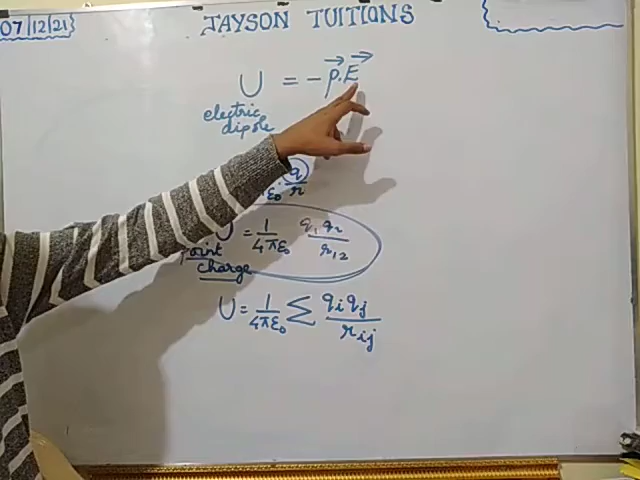 07/12/21
JAYSON TUITIONS
U = -p⃗.E⃗
electric
dipole
q/r
U = 1/4πε₀ q₁q₂/r₁₂
point
charge
U = 1/4πε₀ Σ qᵢqⱼ/rᵢⱼ